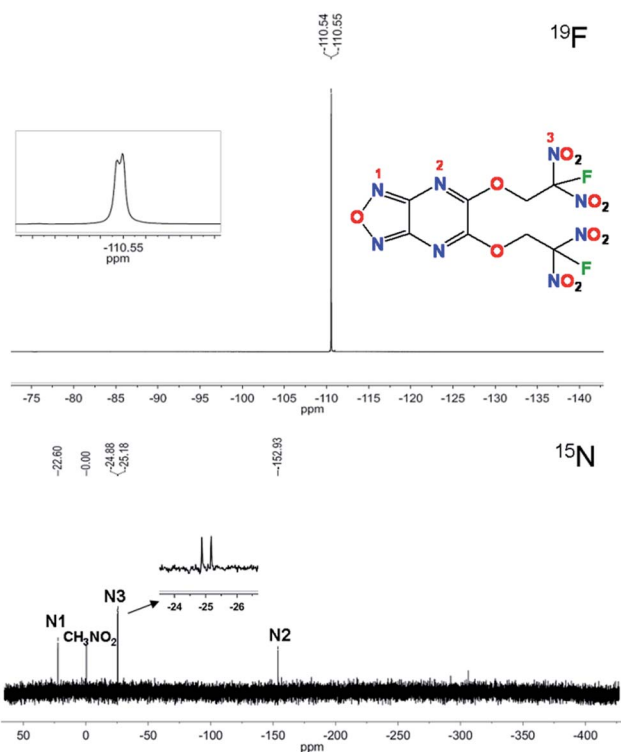 -110.54
-110.55
19F
-110.55
ppm
3
NO2
F
NO2
1
N
2
N
O
O
N
N
O
NO2
F
NO2
-75 -80 -85 -90 -95 -100 -105 -110 -115 -120 -125 -130 -135 -140
ppm
22.60
0.00
-24.88
-25.18
-152.93
15N
-24 -25 -26
N1
CH3NO2
N3
N2
50 0 -50 -100 -150 -200 -250 -300 -350 -400
ppm